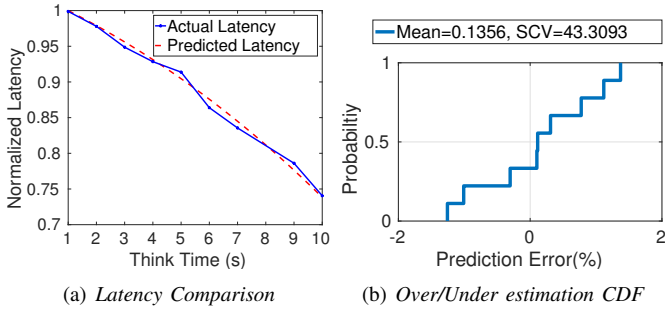 Actual Latency
Predicted Latency
1
0.95
0.9
0.85
0.8
0.75
0.7
Normalized Latency
1 2 3 4 5 6 7 8 9 10
Think Time (s)
(a) Latency Comparison
Mean=0.1356, SCV=43.3093
1
0.5
0
Probabiltiy
-2 0 2
Prediction Error(%)
(b) Over/Under estimation CDF